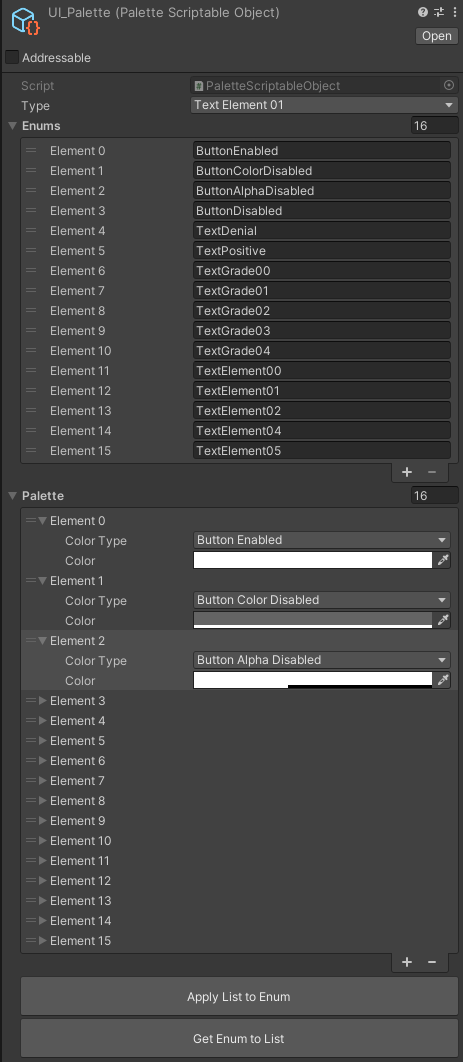 UI_Palette (Palette Scriptable Object)
Open
Addressable
Script PaletteScriptableObject
Type Text Element 01
Enums 16
Element 0 ButtonEnabled
Element 1 ButtonColorDisabled
Element 2 ButtonAlphaDisabled
Element 3 ButtonDisabled
Element 4 TextDenial
Element 5 TextPositive
Element 6 TextGrade00
Element 7 TextGrade01
Element 8 TextGrade02
Element 9 TextGrade03
Element 10 TextGrade04
Element 11 TextElement00
Element 12 TextElement01
Element 13 TextElement02
Element 14 TextElement04
Element 15 TextElement05
Palette 16
Element 0
Color Type Button Enabled
Color
Element 1
Color Type Button Color Disabled
Color
Element 2
Color Type Button Alpha Disabled
Color
Element 3
Element 4
Element 5
Element 6
Element 7
Element 8
Element 9
Element 10
Element 11
Element 12
Element 13
Element 14
Element 15
Apply List to Enum
Get Enum to List